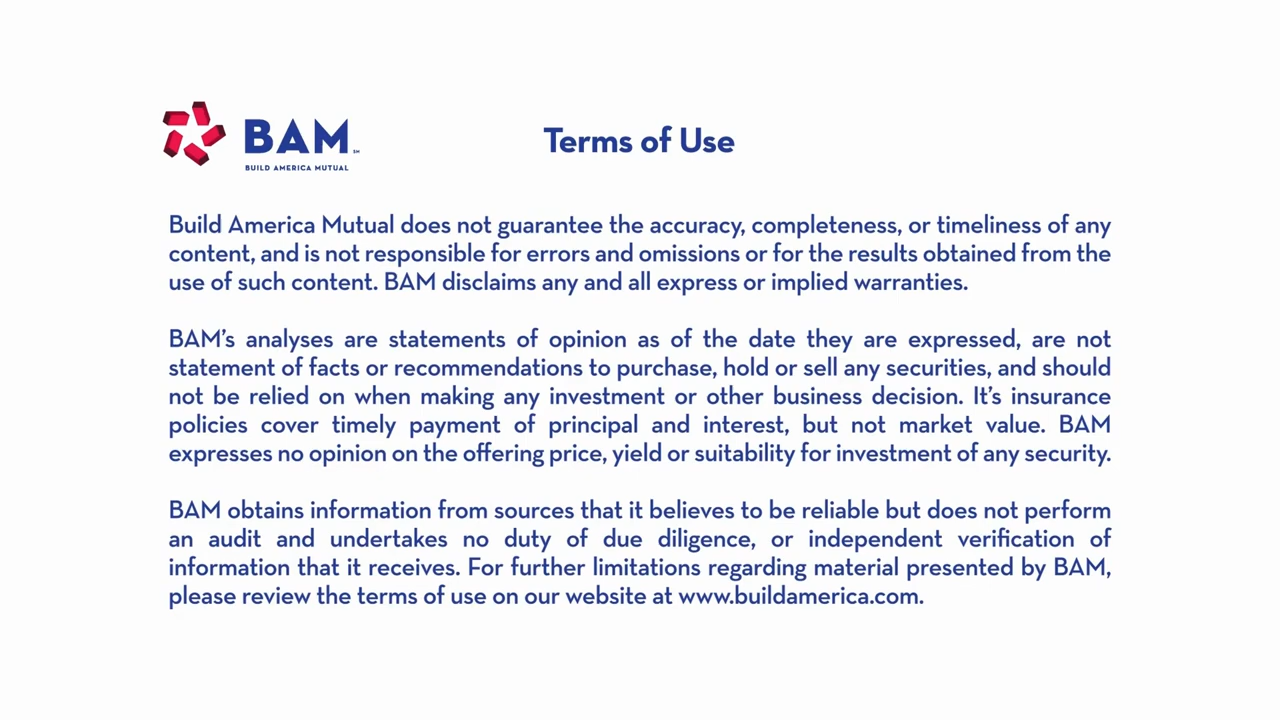 BAM
SM
BUILD AMERICA MUTUAL
Terms of Use
Build America Mutual does not guarantee the accuracy, completeness, or timeliness of any
content, and is not responsible for errors and omissions or for the results obtained from the
use of such content. BAM disclaims any and all express or implied warranties.
BAM’s analyses are statements of opinion as of the date they are expressed, are not
statement of facts or recommendations to purchase, hold or sell any securities, and should
not be relied on when making any investment or other business decision. It’s insurance
policies cover timely payment of principal and interest, but not market value. BAM
expresses no opinion on the offering price, yield or suitability for investment of any security.
BAM obtains information from sources that it believes to be reliable but does not perform
an audit and undertakes no duty of due diligence, or independent verification of
information that it receives. For further limitations regarding material presented by BAM,
please review the terms of use on our website at www.buildamerica.com.